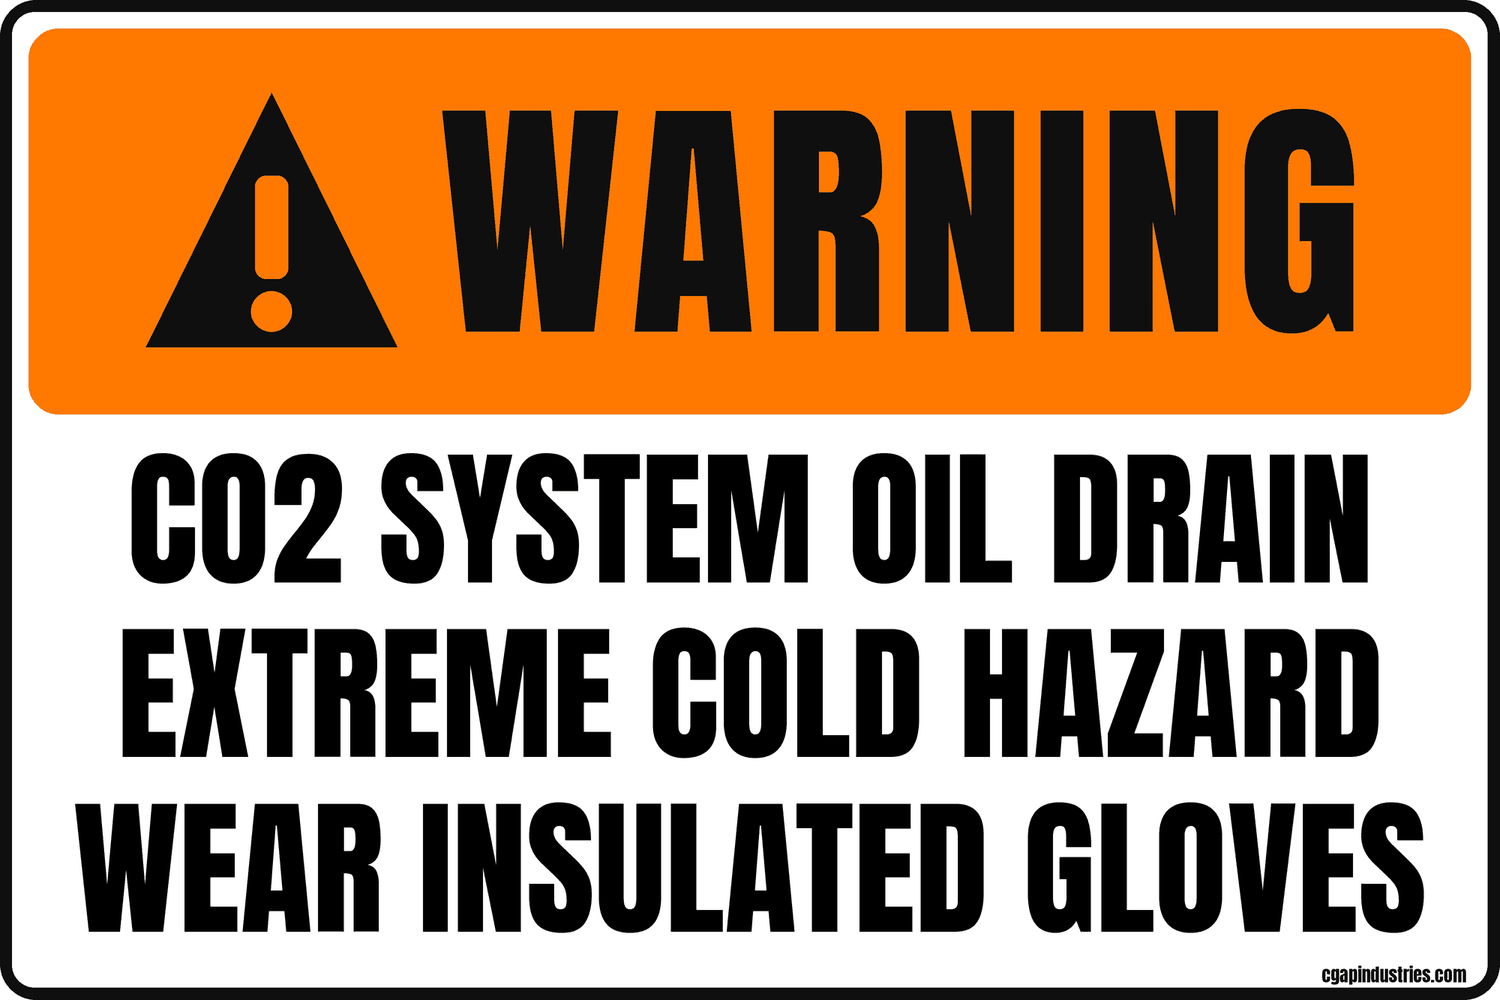 WARNING
CO2 SYSTEM OIL DRAIN
EXTREME COLD HAZARD
WEAR INSULATED GLOVES
cgapindustries.com